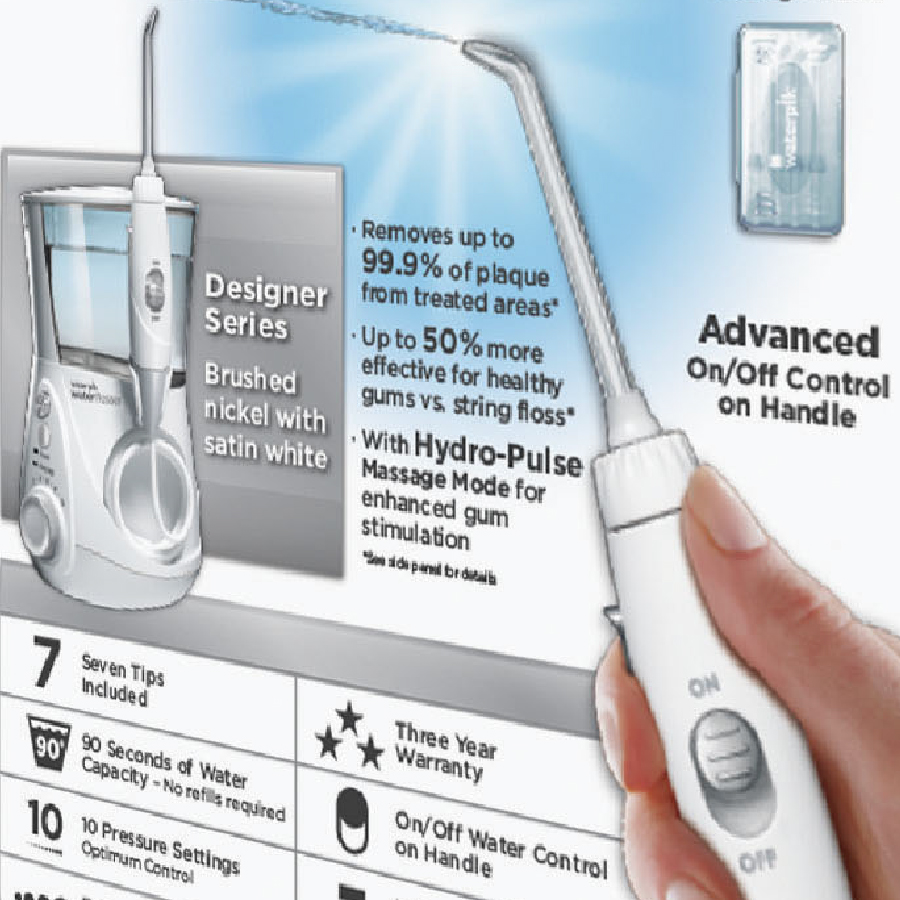 waterpik
Designer
Series
Brushed
nickel with
satin white
ON
OFF
waterpik
· Removes up to
99.9% of plaque
from treated areas*
· Up to 50% more
effective for healthy
gums vs. string floss*
· With Hydro-Pulse
Massage Mode for
enhanced gum
stimulation
*See side panel for details
Advanced
On/Off Control
on Handle
ON
OFF
7
Seven Tips
Included
90"
90 Seconds of Water
Capacity - No refills required
10
10 Pressure Settings
Optimum Control
Three Year
Warranty
On/Off Water Control
on Handle